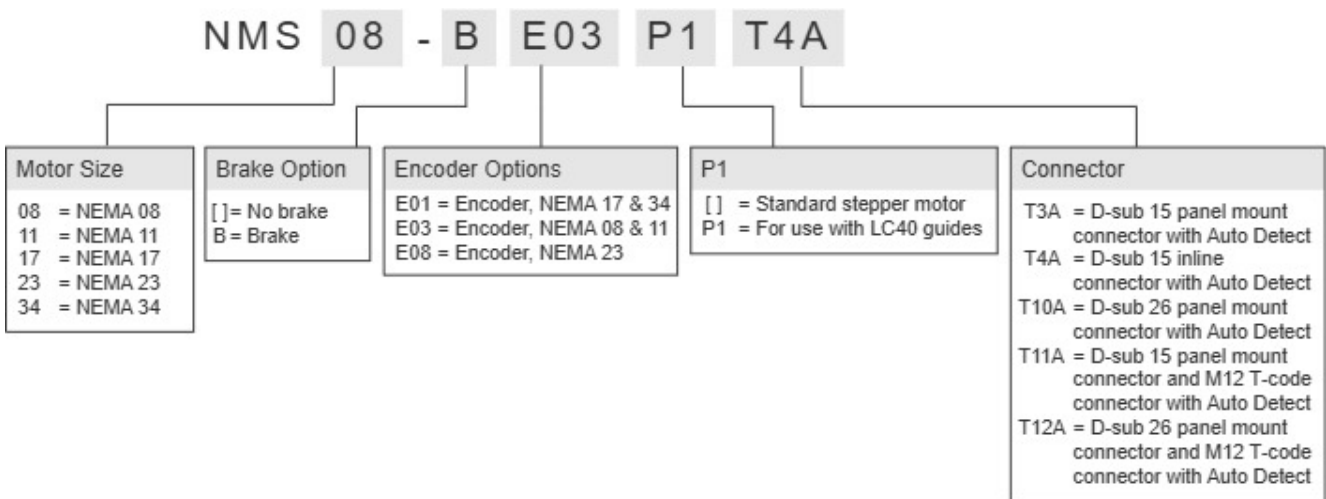 NMS 08 - B E03 P1 T4A
Motor Size
08 = NEMA 08
11 = NEMA 11
17 = NEMA 17
23 = NEMA 23
34 = NEMA 34
Brake Option
[ ]= No brake
B = Brake
Encoder Options
E01 = Encoder, NEMA 17 & 34
E03 = Encoder, NEMA 08 & 11
E08 = Encoder, NEMA 23
P1
[ ] = Standard stepper motor
P1 = For use with LC40 guides
Connector
T3A = D-sub 15 panel mount
connector with Auto Detect
T4A = D-sub 15 inline
connector with Auto Detect
T10A = D-sub 26 panel mount
connector with Auto Detect
T11A = D-sub 15 panel mount
connector and M12 T-code
connector with Auto Detect
T12A = D-sub 26 panel mount
connector and M12 T-code
connector with Auto Detect